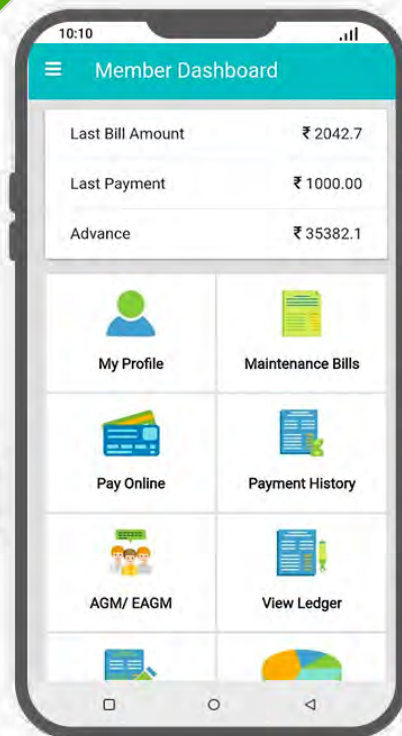 10:10
Member Dashboard
Last Bill Amount ₹ 2042.7
Last Payment ₹ 1000.00
Advance ₹ 35382.1
My Profile Maintenance Bills
Pay Online Payment History
AGM/ EAGM View Ledger